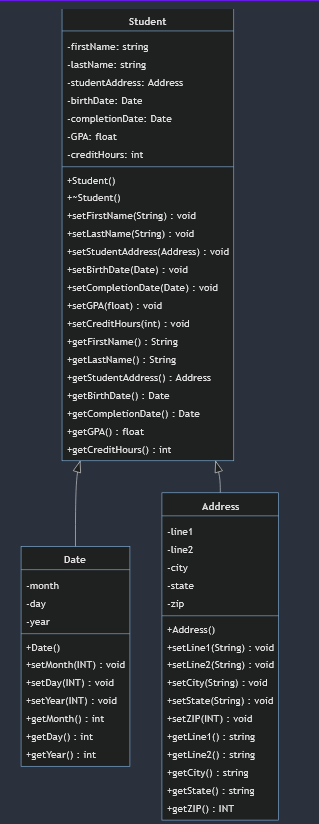 Student
-firstName: string
-lastName: string
-studentAddress: Address
-birthDate: Date
-completionDate: Date
-GPA: float
-creditHours: int
+Student()
+~Student()
+setFirstName(String) : void
+setLastName(String) : void
+setStudentAddress(Address) : void
+setBirthDate(Date) : void
+setCompletionDate(Date) : void
+setGPA(float) : void
+setCreditHours(int) : void
+getFirstName() : String
+getLastName() : String
+getStudentAddress() : Address
+getBirthDate() : Date
+getCompletionDate() : Date
+getGPA() : float
+getCreditHours() : int
Date
-month
-day
-year
+Date()
+setMonth(INT) : void
+setDay(INT) : void
+setYear(INT) : void
+getMonth() : int
+getDay() : int
+getYear() : int
Address
-line1
-line2
-city
-state
-zip
+Address()
+setLine1(String) : void
+setLine2(String) : void
+setCity(String) : void
+setState(String) : void
+setZIP(INT) : void
+getLine1() : string
+getLine2() : string
+getCity() : string
+getState() : string
+getZIP() : INT